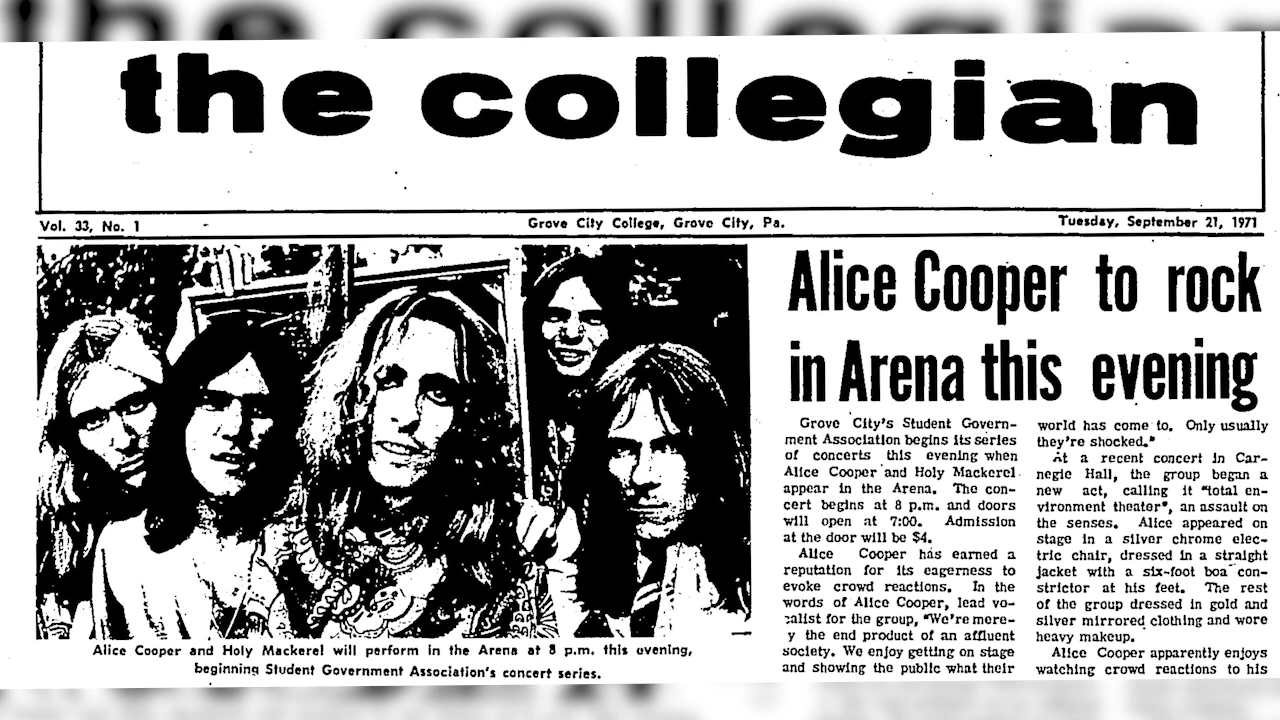 the collegian
Vol. 33, No. 1
Grove City College, Grove City, Pa.
Tuesday, September 21, 1971
Alice Cooper and Holy Mackerel will perform in the Arena at 8 p.m. this evening,
beginning Student Government Association's concert series.
Alice Cooper to rock
in Arena this evening
Grove City's Student Govern-
ment Association begins its series
of concerts this evening when
Alice Cooper and Holy Mackerel
appear in the Arena. The con-
cert begins at 8 p.m. and doors
will open at 7:00. Admission
at the door will be $4.
Alice Cooper has earned a
reputation for its eagerness to
evoke crowd reactions. In the
words of Alice Cooper, lead vo-
calist for the group, "We're mere-
y the end product of an affluent
society. We enjoy getting on stage
and showing the public what their
world has come to. Only usually
they're shocked."
At a recent concert in Car-
negie Hall, the group began a
new act, calling it "total en-
vironment theater", an assault on
the senses. Alice appeared on
stage in a silver chrome elec-
tric chair, dressed in a straight
jacket with a six-foot boa con-
strictor at his feet. The rest
of the group dressed in gold and
silver mirrored clothing and wore
heavy makeup.
Alice Cooper apparently enjoys
watching crowd reactions to his